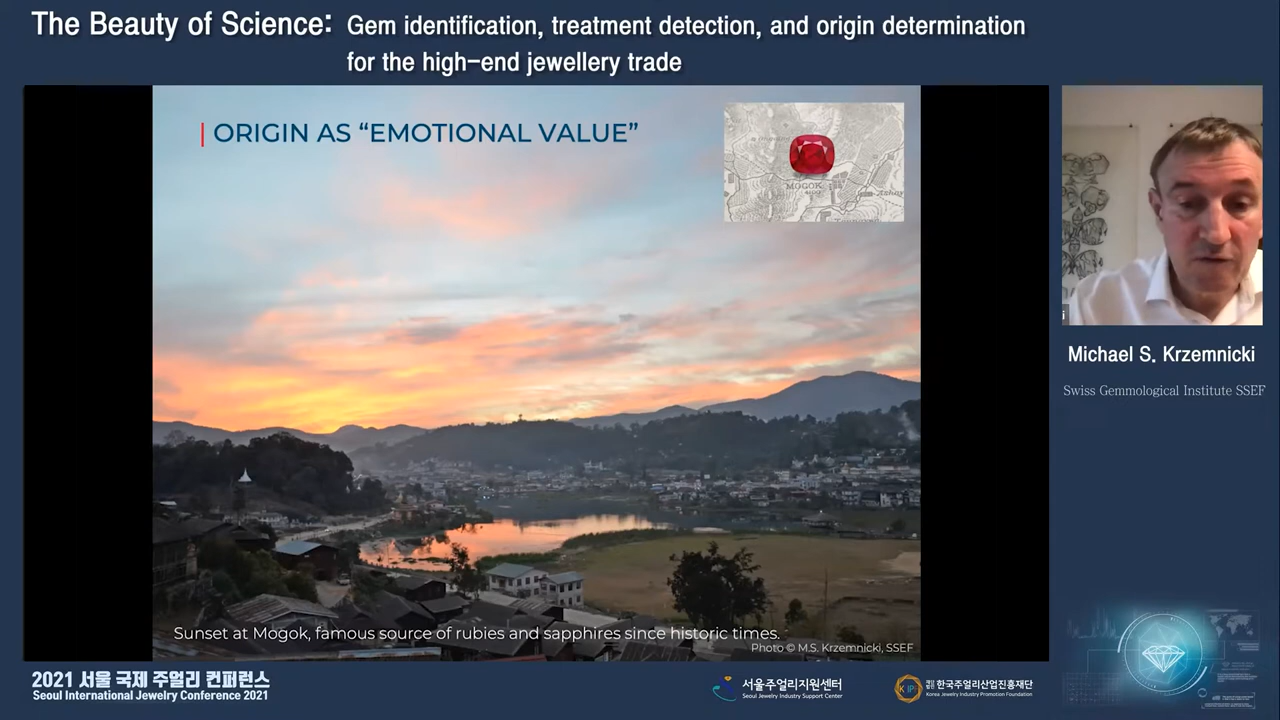 The Beauty of Science: Gem identification, treatment detection, and origin determination
for the high-end jewellery trade
| ORIGIN AS “EMOTIONAL VALUE”
MOGOK
Sunset at Mogok, famous source of rubies and sapphires since historic times.
Photo © M.S. Krzemnicki, SSEF
Michael S. Krzemnicki
Swiss Gemmological Institute SSEF
2021 서울 국제 주얼리 컨퍼런스
Seoul International Jewelry Conference 2021
서울주얼리지원센터
Seoul Jewelry Industry Support Center
한국주얼리산업진흥재단
Korea Jewelry Industry Promotion Foundation